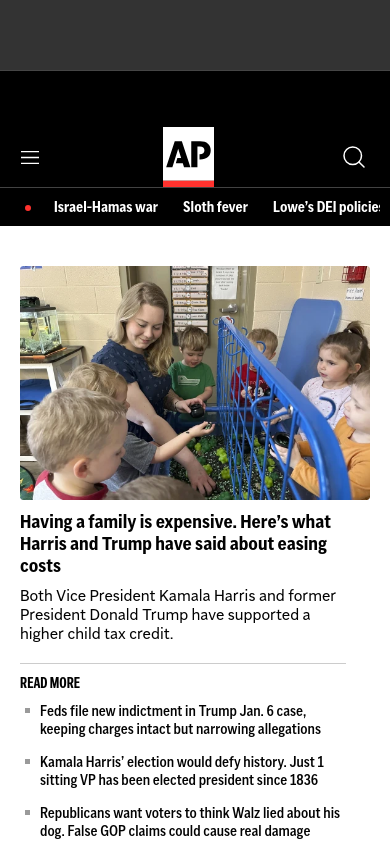 AP
Israel-Hamas war Sloth fever Lowe's DEI policies
Having a family is expensive. Here's what
Harris and Trump have said about easing
costs
Both Vice President Kamala Harris and former
President Donald Trump have supported a
higher child tax credit.
READ MORE
Feds file new indictment in Trump Jan. 6 case,
keeping charges intact but narrowing allegations
Kamala Harris' election would defy history. Just 1
sitting VP has been elected president since 1836
Republicans want voters to think Walz lied about his
dog. False GOP claims could cause real damage